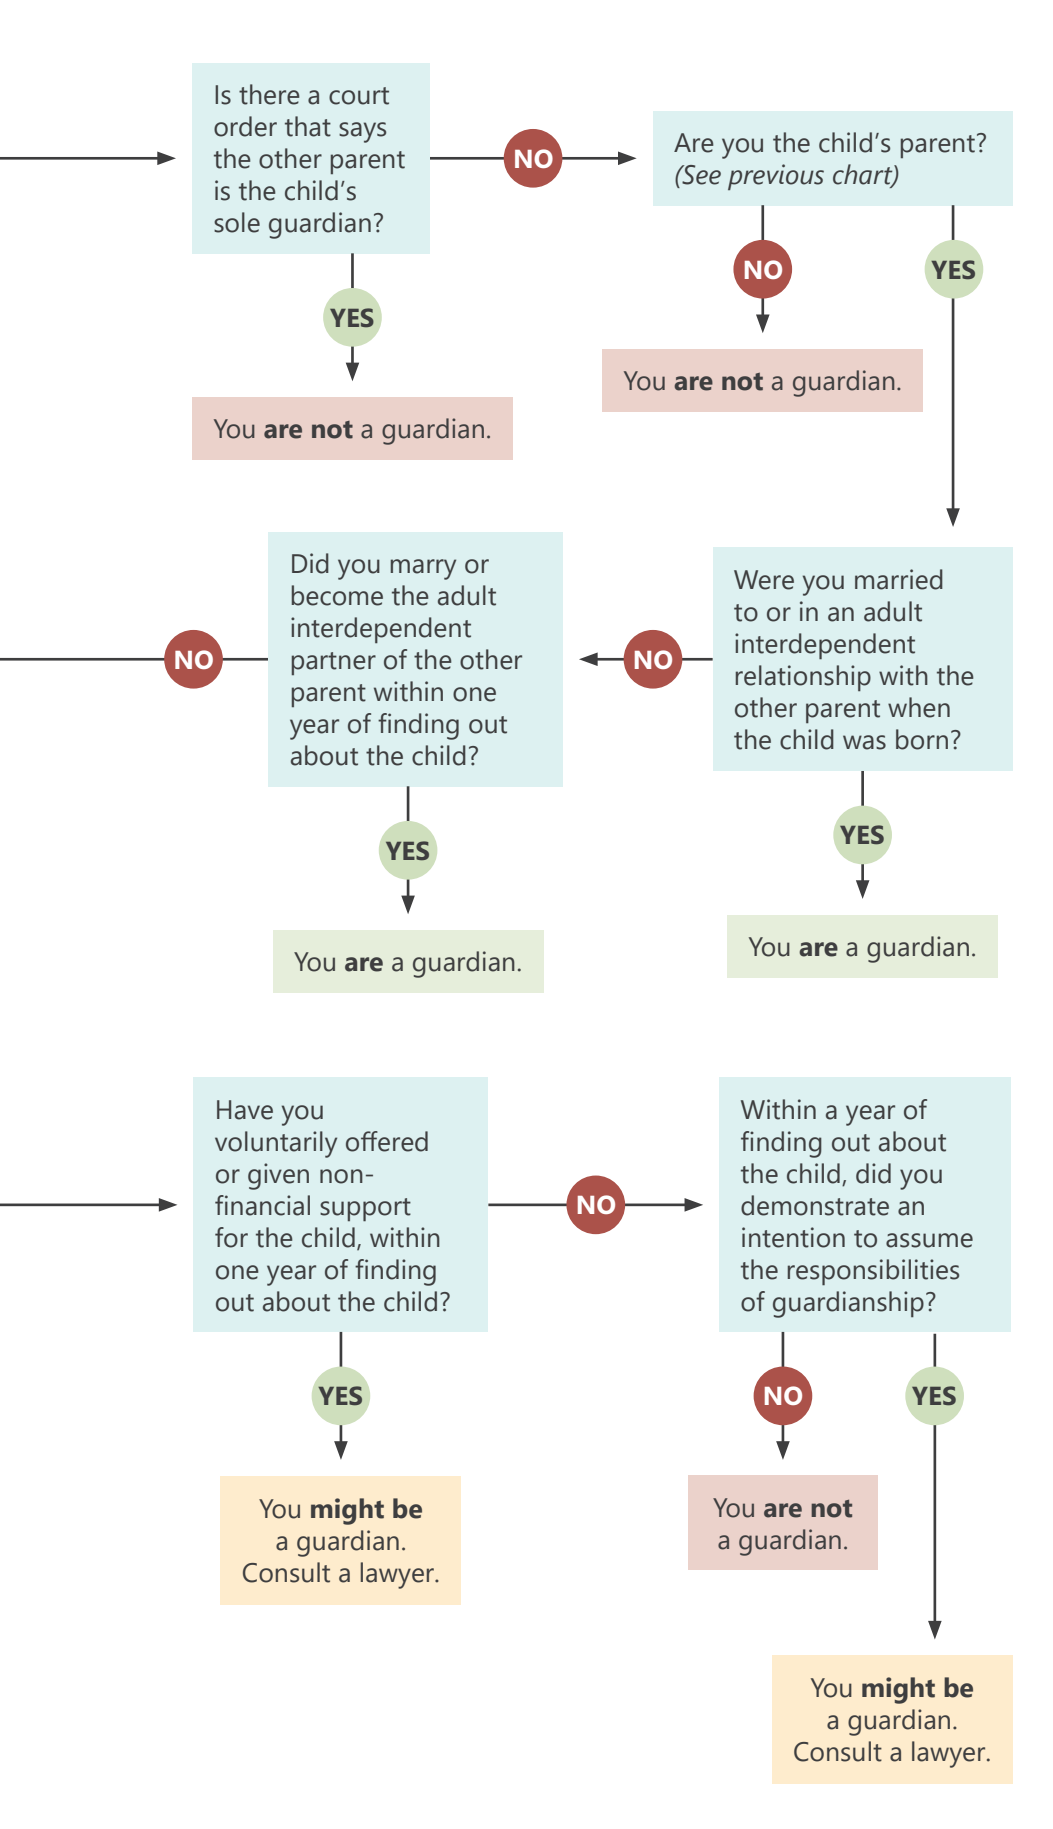 Is there a court
order that says
the other parent
is the child's
sole guardian?
NO
Are you the child's parent?
(See previous chart)
YES
You are not a guardian.
NO
You are not a guardian.
YES
Were you married
to or in an adult
interdependent
relationship with the
other parent when
the child was born?
YES
You are a guardian.
NO
Did you marry or
become the adult
interdependent
partner of the other
parent within one
year of finding out
about the child?
YES
You are a guardian.
NO
Have you
voluntarily offered
or given non-
financial support
for the child, within
one year of finding
out about the child?
YES
You might be
a guardian.
Consult a lawyer.
NO
Within a year of
finding out about
the child, did you
demonstrate an
intention to assume
the responsibilities
of guardianship?
NO
You are not
a guardian.
YES
You might be
a guardian.
Consult a lawyer.